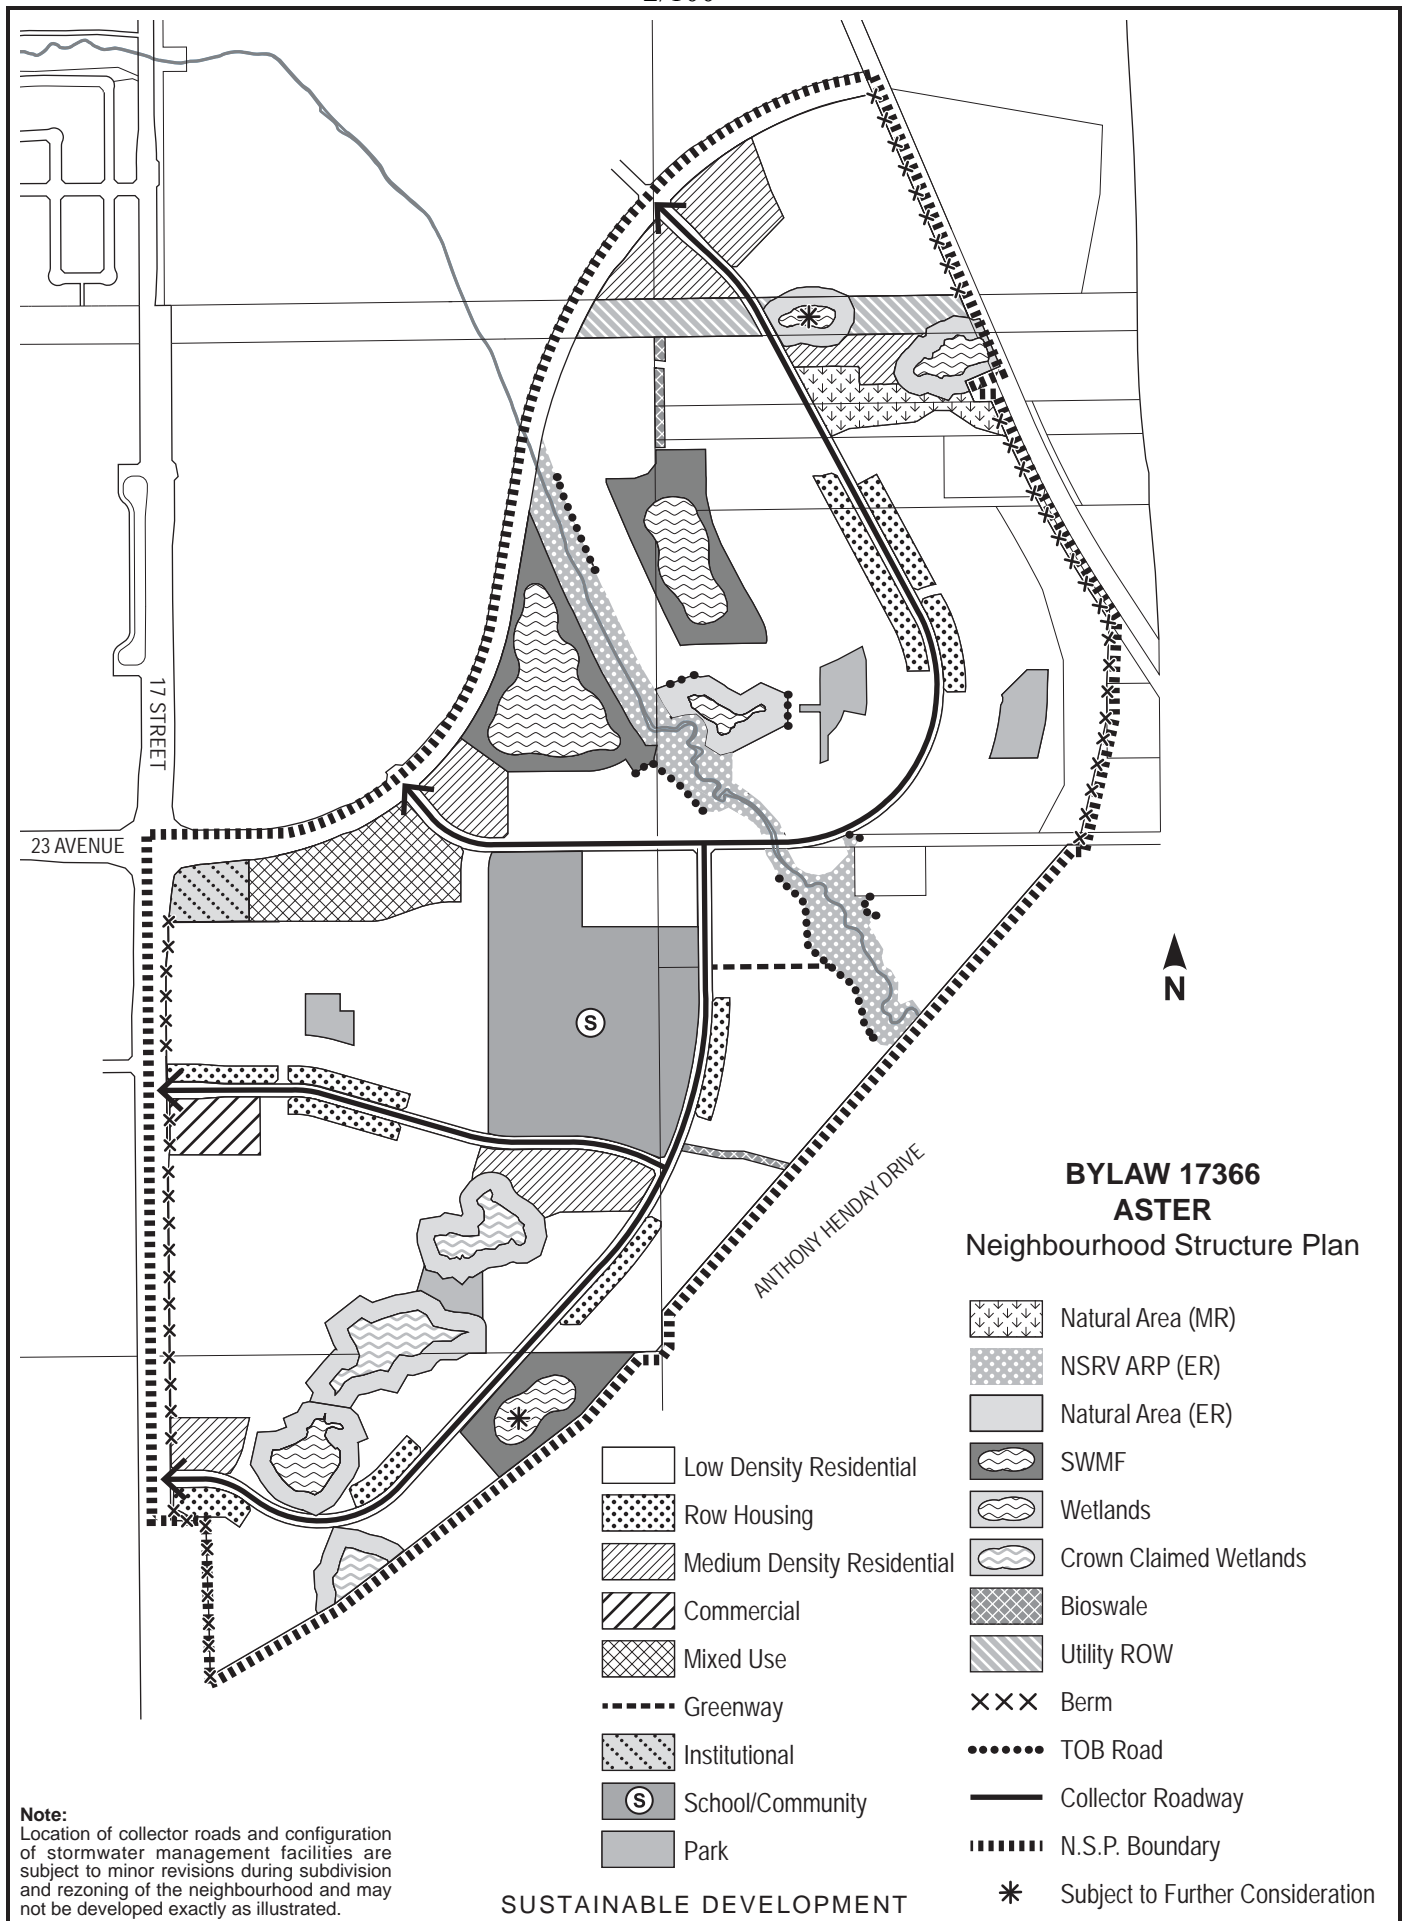 17 STREET
23 AVENUE
S
N
ANTHONY HENDAY DRIVE
BYLAW 17366
ASTER
Neighbourhood Structure Plan
Low Density Residential
Row Housing
Medium Density Residential
Commercial
Mixed Use
Greenway
Institutional
S School/Community
Park
Natural Area (MR)
NSRV ARP (ER)
Natural Area (ER)
SWMF
Wetlands
Crown Claimed Wetlands
Bioswale
Utility ROW
Berm
TOB Road
Collector Roadway
N.S.P. Boundary
Subject to Further Consideration
Note:
Location of collector roads and configuration
of stormwater management facilities are
subject to minor revisions during subdivision
and rezoning of the neighbourhood and may
not be developed exactly as illustrated.
SUSTAINABLE DEVELOPMENT